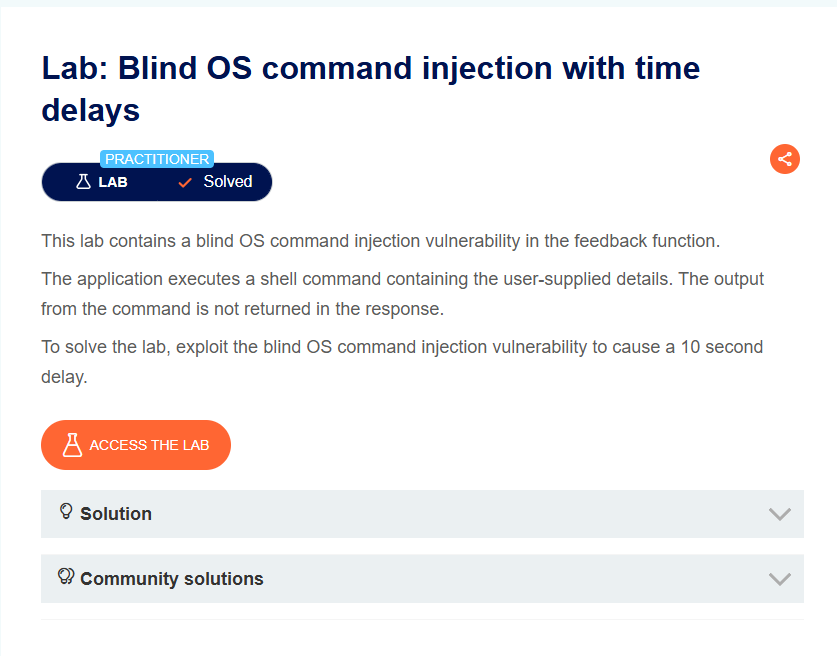 Lab: Blind OS command injection with time
delays
PRACTITIONER
LAB Solved
This lab contains a blind OS command injection vulnerability in the feedback function.
The application executes a shell command containing the user-supplied details. The output
from the command is not returned in the response.
To solve the lab, exploit the blind OS command injection vulnerability to cause a 10 second
delay.
ACCESS THE LAB
Solution
Community solutions